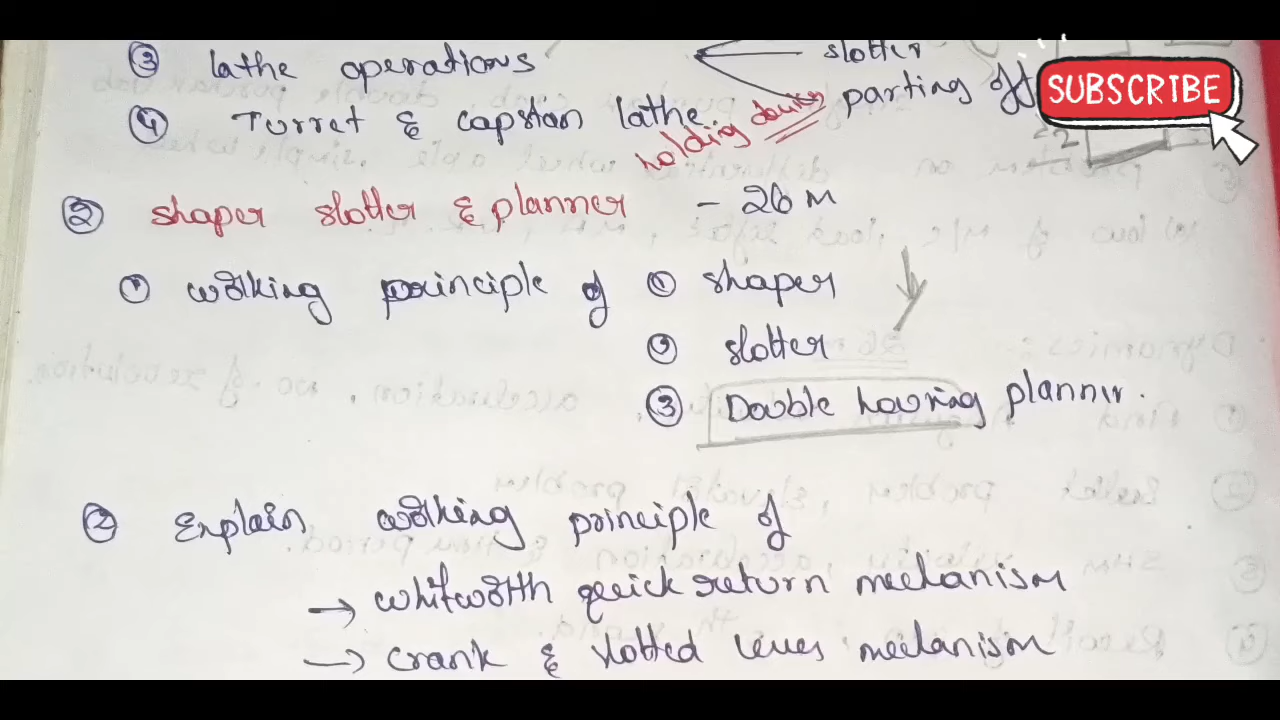 ③ lathe operations
slotter
④ Turret & capstan lathe
holding
parting off
SUBSCRIBE
② shaper slotter & planner - 26 M
① working principle of ① shaper
② slotter
③ Double housing planner.
② Explain working principle of
→ whitworth quick return mechanism
→ crank & slotted lever mechanism